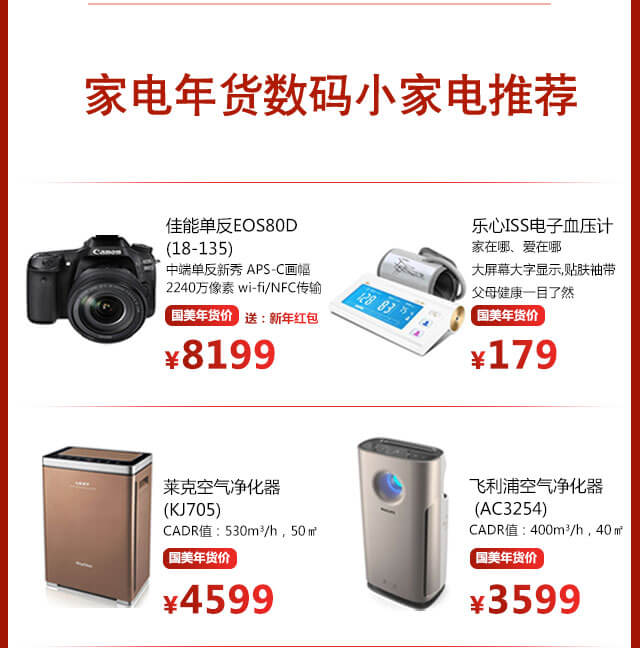 家电年货数码小家电推荐
佳能单反EOS80D
(18-135)
中端单反新秀 APS-C画幅
2240万像素 wi-fi/NFC传输
国美年货价 送：新年红包
¥8199
Canon
乐心ISS电子血压计
家在哪、爱在哪
大屏幕大字显示,贴肤袖带
父母健康一目了然
国美年货价
¥179
128 83 75
莱克空气净化器
(KJ705)
CADR值：530m³/h，50㎡
国美年货价
¥4599
飞利浦空气净化器
(AC3254)
CADR值：400m³/h，40㎡
国美年货价
¥3599
PHILIPS